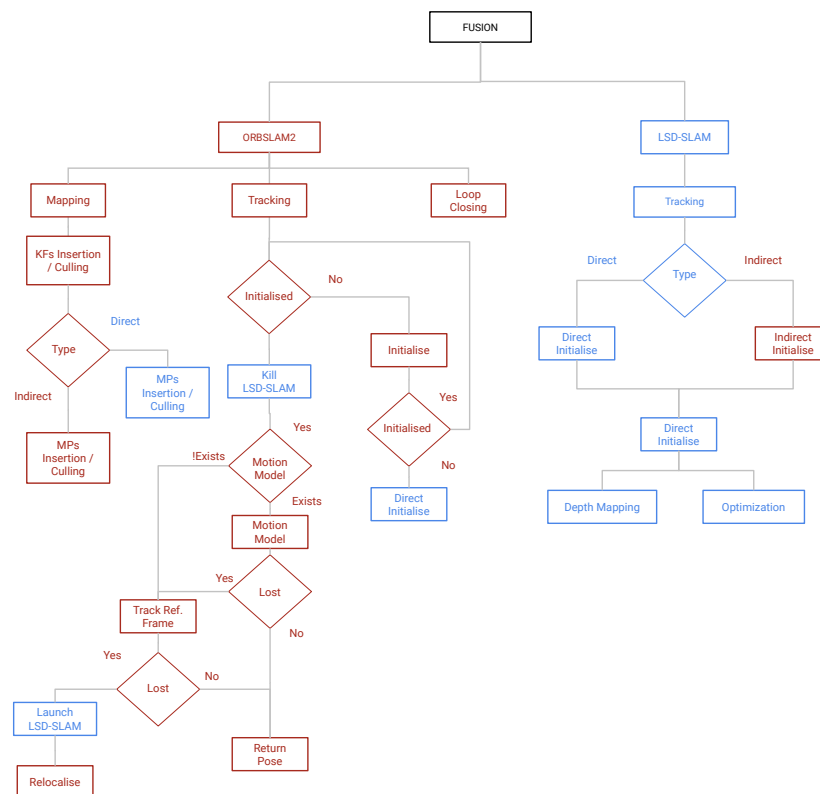 FUSION
ORBSLAM2
LSD-SLAM
Mapping
Tracking
Loop
Closing
Tracking
KFs Insertion
/ Culling
Initialised
No
Direct
Type
Indirect
Type
Direct
Initialise
Direct
Initialise
Indirect
Initialise
Kill
LSD-SLAM
MPs
Insertion /
Culling
Indirect
Initialised
Yes
Yes
Direct
Initialise
MPs
Insertion /
Culling
!Exists
Motion
Model
No
Exists
Direct
Initialise
Depth Mapping
Optimization
Motion
Model
Yes
Lost
Track Ref.
Frame
No
Yes
Lost
No
Launch
LSD-SLAM
Return
Pose
Relocalise